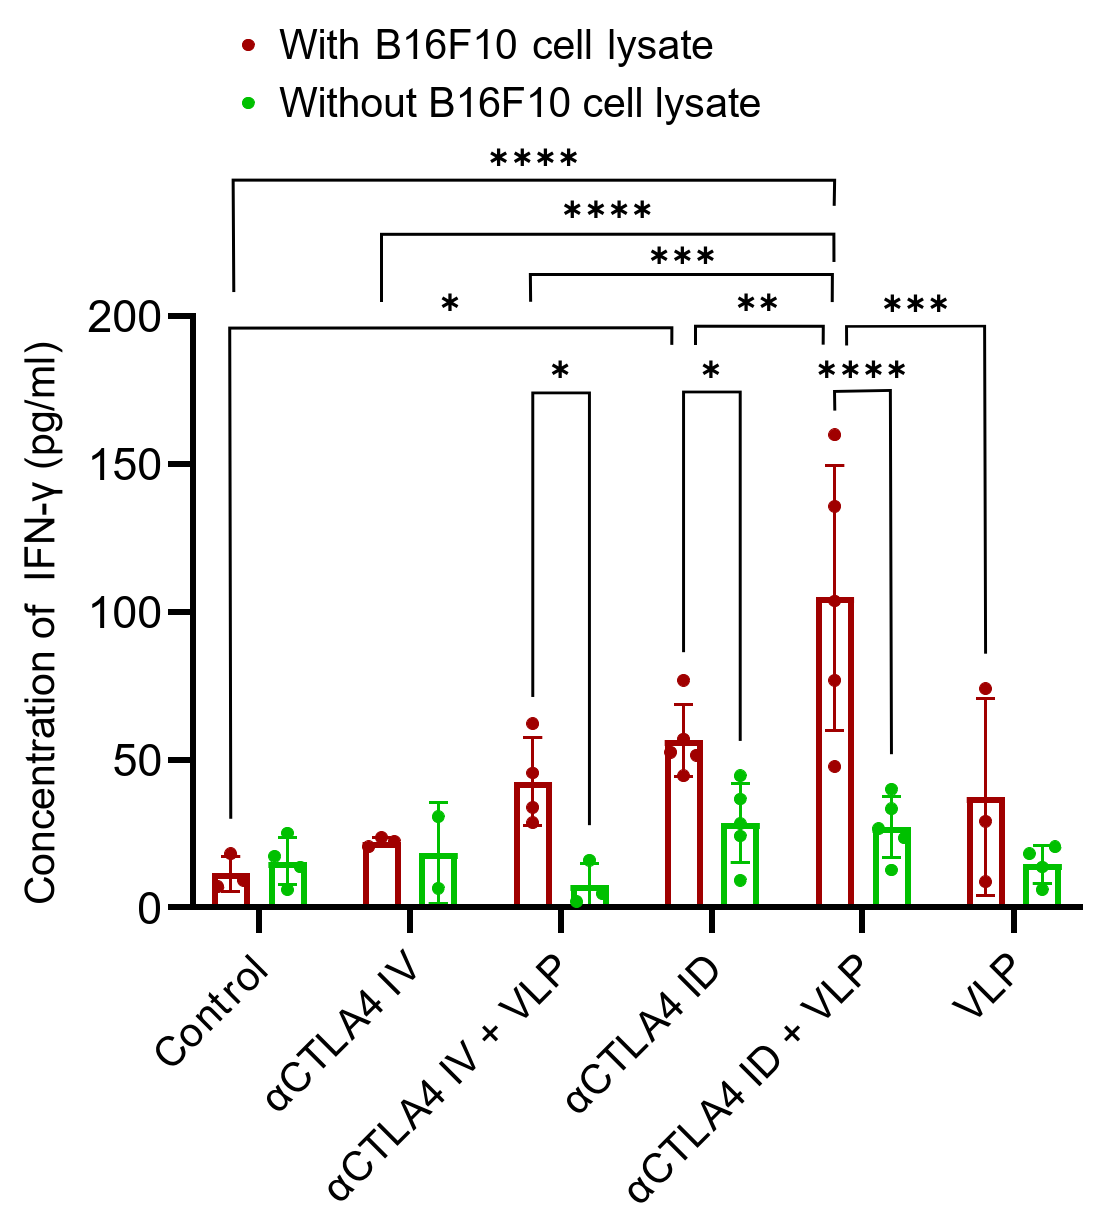 With B16F10 cell lysate
Without B16F10 cell lysate
****
****
***
* ** ***
* * ****
Concentration of IFN-γ (pg/ml)
200
150
100
50
0
Control
αCTLA4 IV
αCTLA4 IV + VLP
αCTLA4 ID
αCTLA4 ID + VLP
VLP